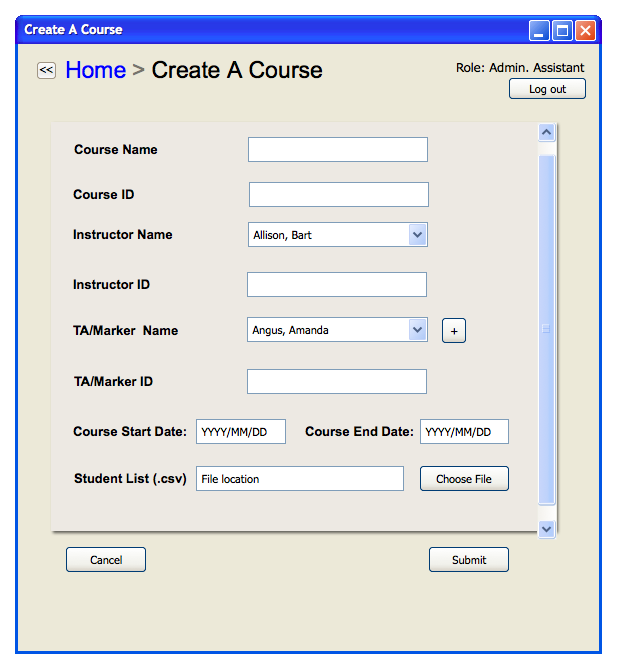 Create A Course
<< Home > Create A Course
Role: Admin. Assistant
Log out
Course Name
Course ID
Instructor Name Allison, Bart
Instructor ID
TA/Marker Name Angus, Amanda +
TA/Marker ID
Course Start Date: YYYY/MM/DD Course End Date: YYYY/MM/DD
Student List (.csv) File location Choose File
Cancel Submit